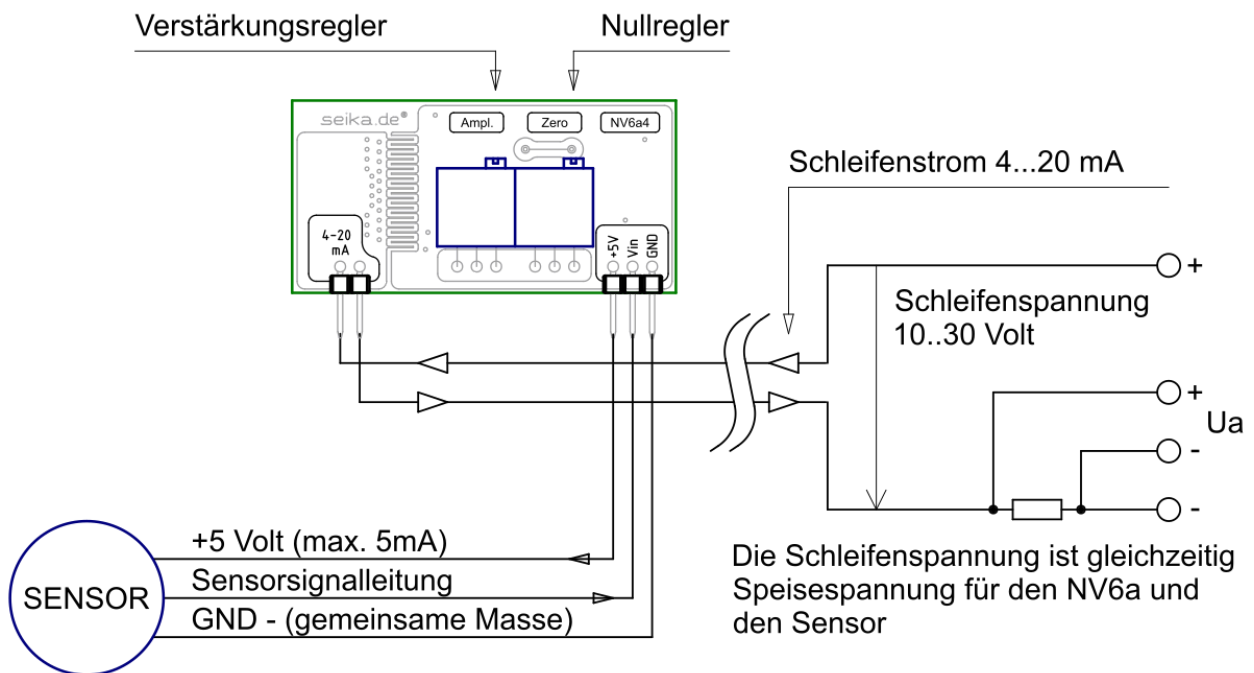 Verstärkungsregler
Nullregler
seika.de®
Ampl.
Zero
NV6a4
Schleifenstrom 4...20 mA
4-20
mA
+5V
Vin
GND
+
Schleifenspannung
10..30 Volt
+
Ua
-
-
+5 Volt (max. 5mA)
Sensorsignalleitung
GND - (gemeinsame Masse)
SENSOR
Die Schleifenspannung ist gleichzeitig
Speisespannung für den NV6a und
den Sensor